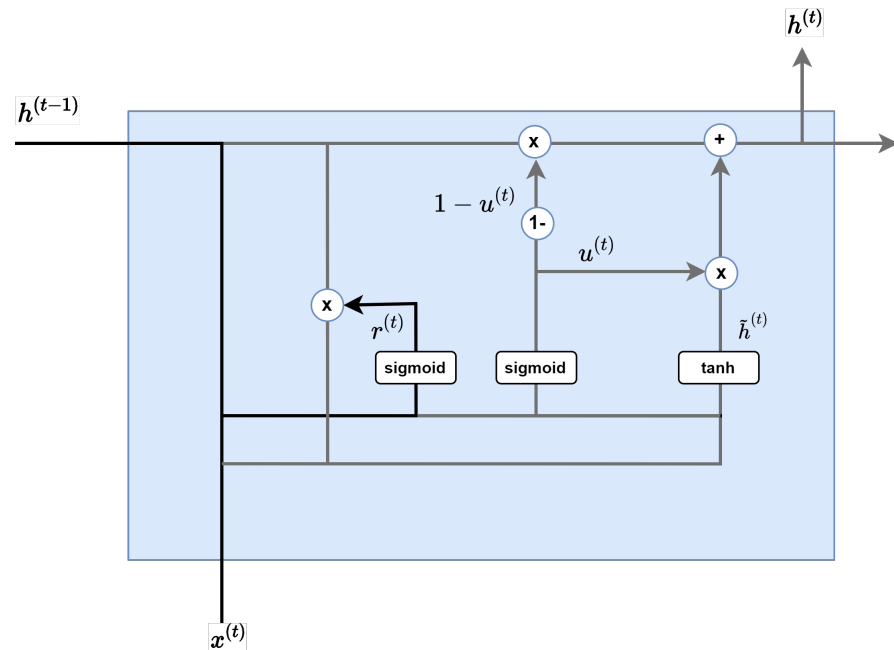 h^{(t)}
h^{(t−1)}
x
+
1 − u^{(t)}
1-
u^{(t)}
x
x
r^{(t)}
h̃^{(t)}
sigmoid
sigmoid
tanh
x^{(t)}